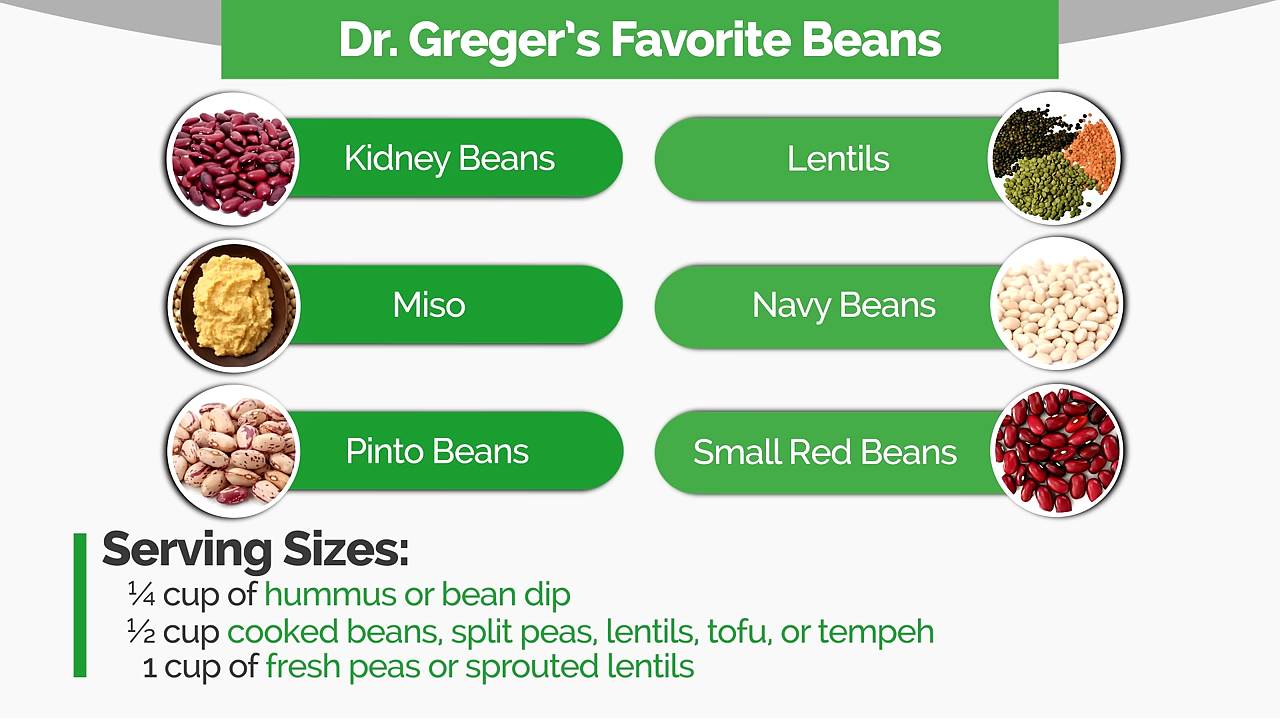 Dr. Greger’s Favorite Beans
Kidney Beans
Lentils
Miso
Navy Beans
Pinto Beans
Small Red Beans
Serving Sizes:
¼ cup of hummus or bean dip
½ cup cooked beans, split peas, lentils, tofu, or tempeh
1 cup of fresh peas or sprouted lentils